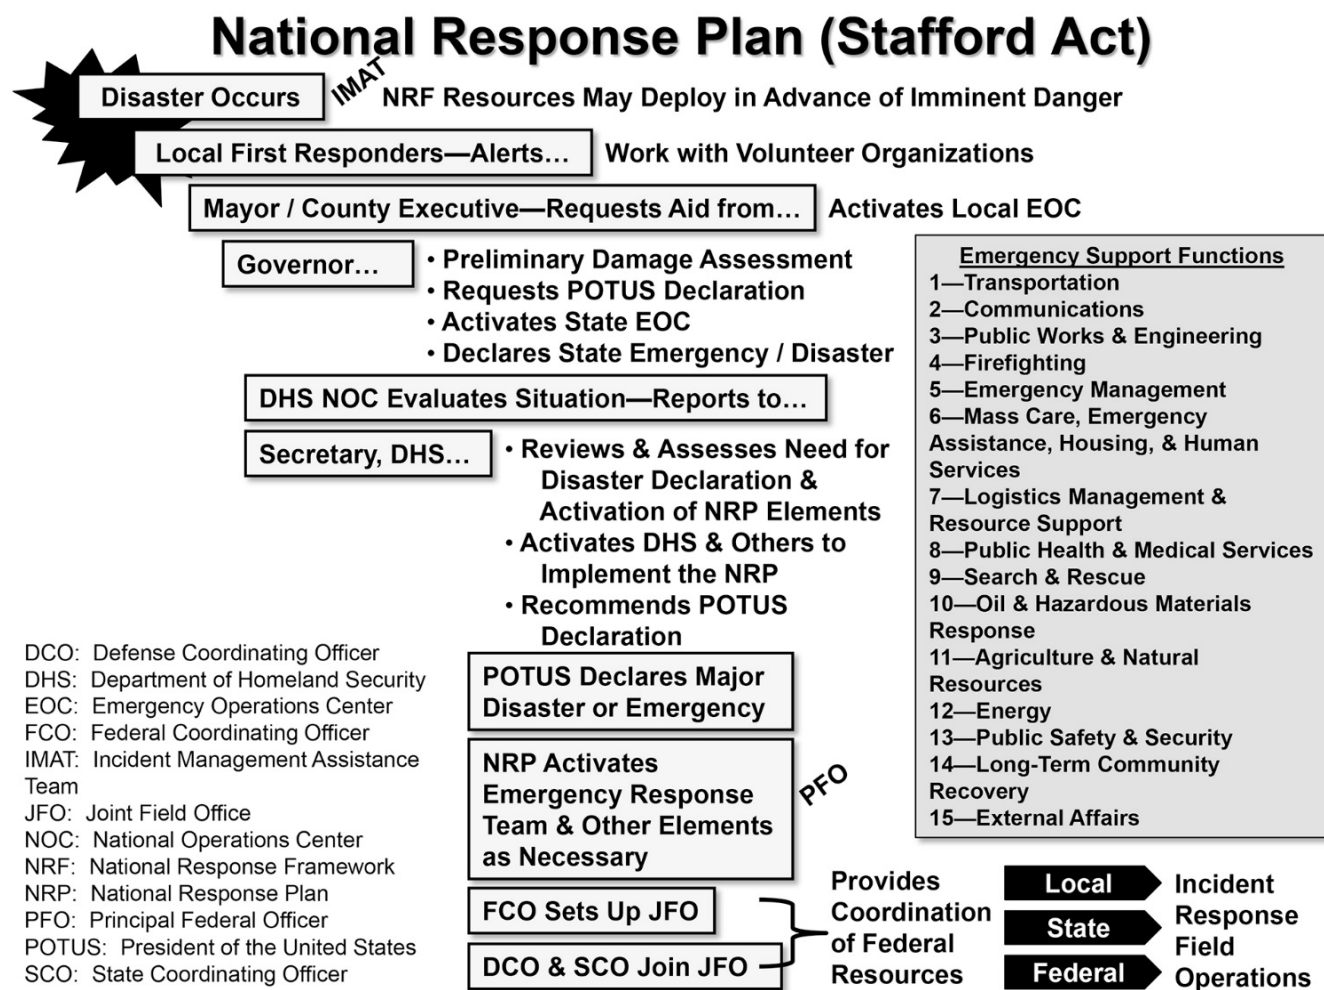 National Response Plan (Stafford Act)
Disaster Occurs
IMAT
NRF Resources May Deploy in Advance of Imminent Danger
Local First Responders—Alerts…
Work with Volunteer Organizations
Mayor / County Executive—Requests Aid from…
Activates Local EOC
Governor…
• Preliminary Damage Assessment
• Requests POTUS Declaration
• Activates State EOC
• Declares State Emergency / Disaster
DHS NOC Evaluates Situation—Reports to…
Secretary, DHS…
• Reviews & Assesses Need for
Disaster Declaration &
Activation of NRP Elements
• Activates DHS & Others to
Implement the NRP
• Recommends POTUS
Declaration
POTUS Declares Major
Disaster or Emergency
NRP Activates
Emergency Response
Team & Other Elements
as Necessary
PFO
FCO Sets Up JFO
DCO & SCO Join JFO
Provides
Coordination
of Federal
Resources
Local
State
Federal
Incident
Response
Field
Operations
Emergency Support Functions
1—Transportation
2—Communications
3—Public Works & Engineering
4—Firefighting
5—Emergency Management
6—Mass Care, Emergency
Assistance, Housing, & Human
Services
7—Logistics Management &
Resource Support
8—Public Health & Medical Services
9—Search & Rescue
10—Oil & Hazardous Materials
Response
11—Agriculture & Natural
Resources
12—Energy
13—Public Safety & Security
14—Long-Term Community
Recovery
15—External Affairs
DCO: Defense Coordinating Officer
DHS: Department of Homeland Security
EOC: Emergency Operations Center
FCO: Federal Coordinating Officer
IMAT: Incident Management Assistance
Team
JFO: Joint Field Office
NOC: National Operations Center
NRF: National Response Framework
NRP: National Response Plan
PFO: Principal Federal Officer
POTUS: President of the United States
SCO: State Coordinating Officer